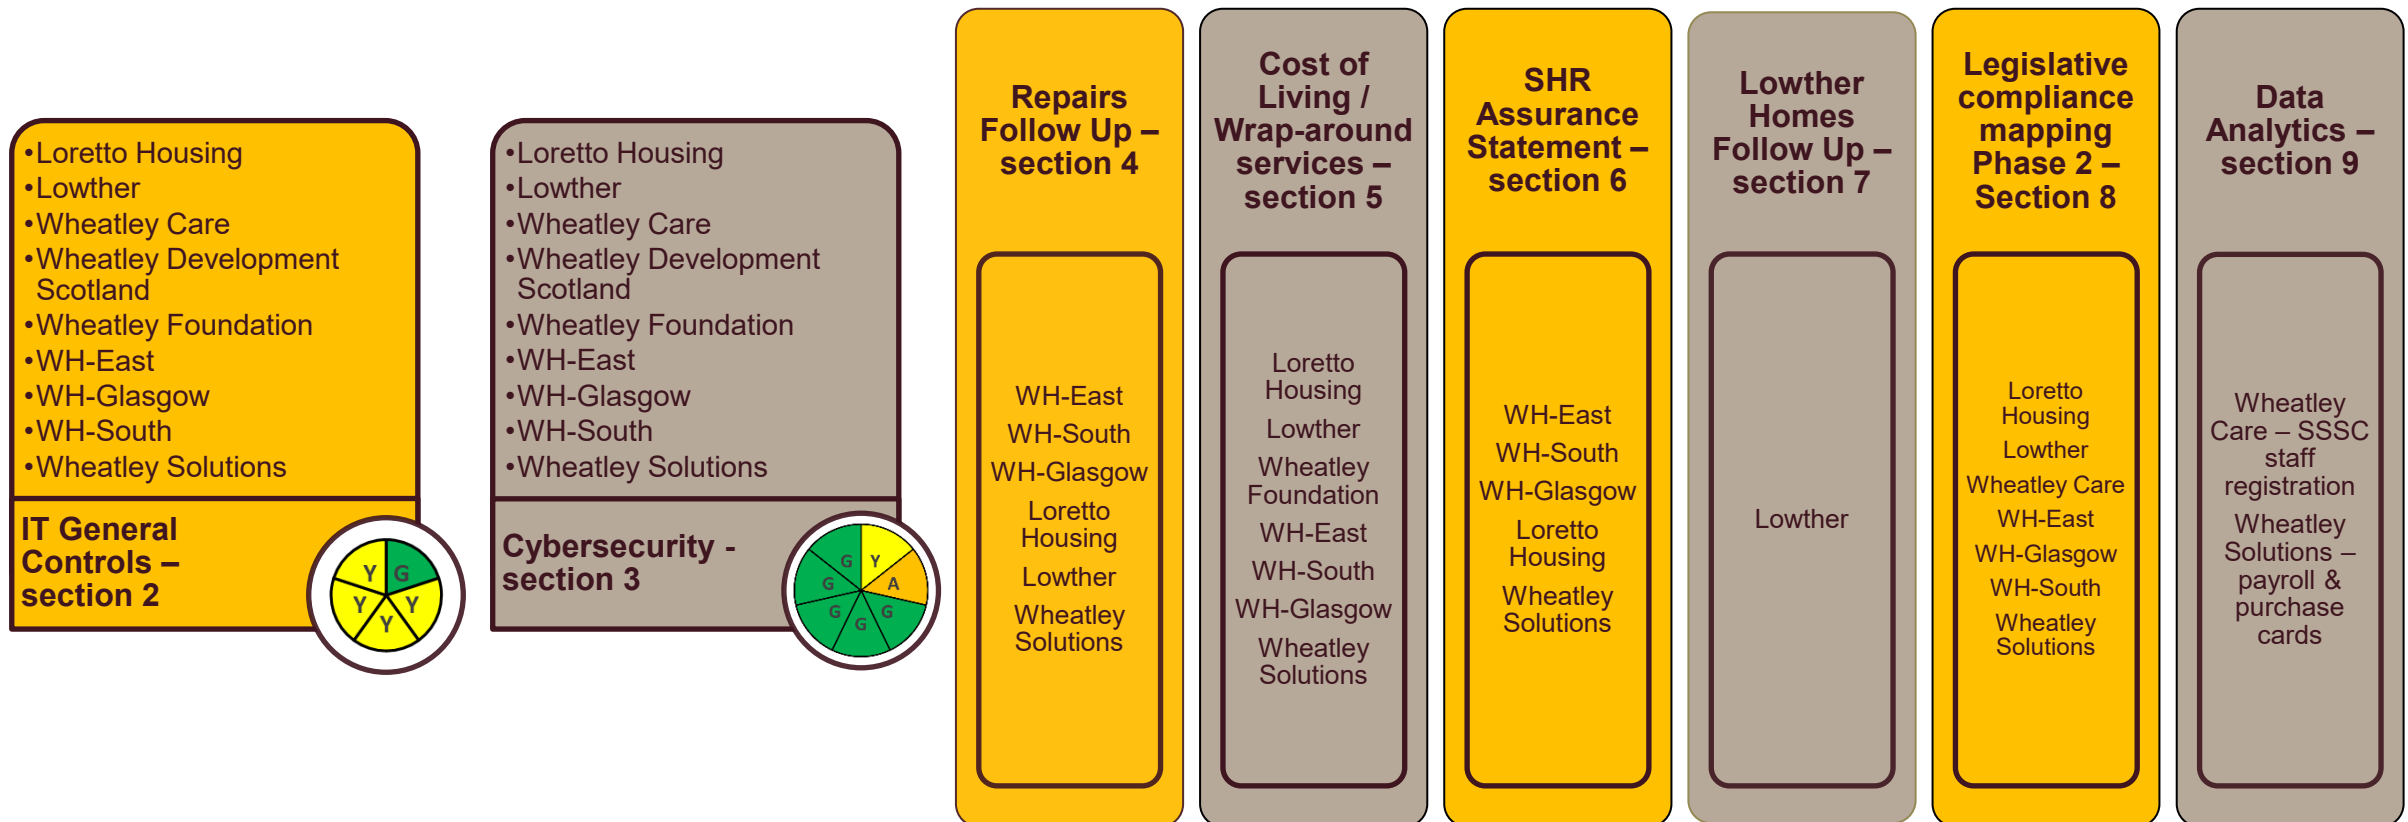 •Loretto Housing
•Lowther
•Wheatley Care
•Wheatley Development
Scotland
•Wheatley Foundation
•WH-East
•WH-Glasgow
•WH-South
•Wheatley Solutions
IT General
Controls –
section 2
Y
G
Y
Y
Y
•Loretto Housing
•Lowther
•Wheatley Care
•Wheatley Development
Scotland
•Wheatley Foundation
•WH-East
•WH-Glasgow
•WH-South
•Wheatley Solutions
Cybersecurity -
section 3
G
Y
G
A
G
G
G
Repairs
Follow Up –
section 4
WH-East
WH-South
WH-Glasgow
Loretto
Housing
Lowther
Wheatley
Solutions
Cost of
Living /
Wrap-around
services –
section 5
Loretto
Housing
Lowther
Wheatley
Foundation
WH-East
WH-South
WH-Glasgow
Wheatley
Solutions
SHR
Assurance
Statement –
section 6
WH-East
WH-South
WH-Glasgow
Loretto
Housing
Wheatley
Solutions
Lowther
Homes
Follow Up –
section 7
Lowther
Legislative
compliance
mapping
Phase 2 –
Section 8
Loretto
Housing
Lowther
Wheatley Care
WH-East
WH-Glasgow
WH-South
Wheatley
Solutions
Data
Analytics –
section 9
Wheatley
Care – SSSC
staff
registration
Wheatley
Solutions –
payroll &
purchase
cards